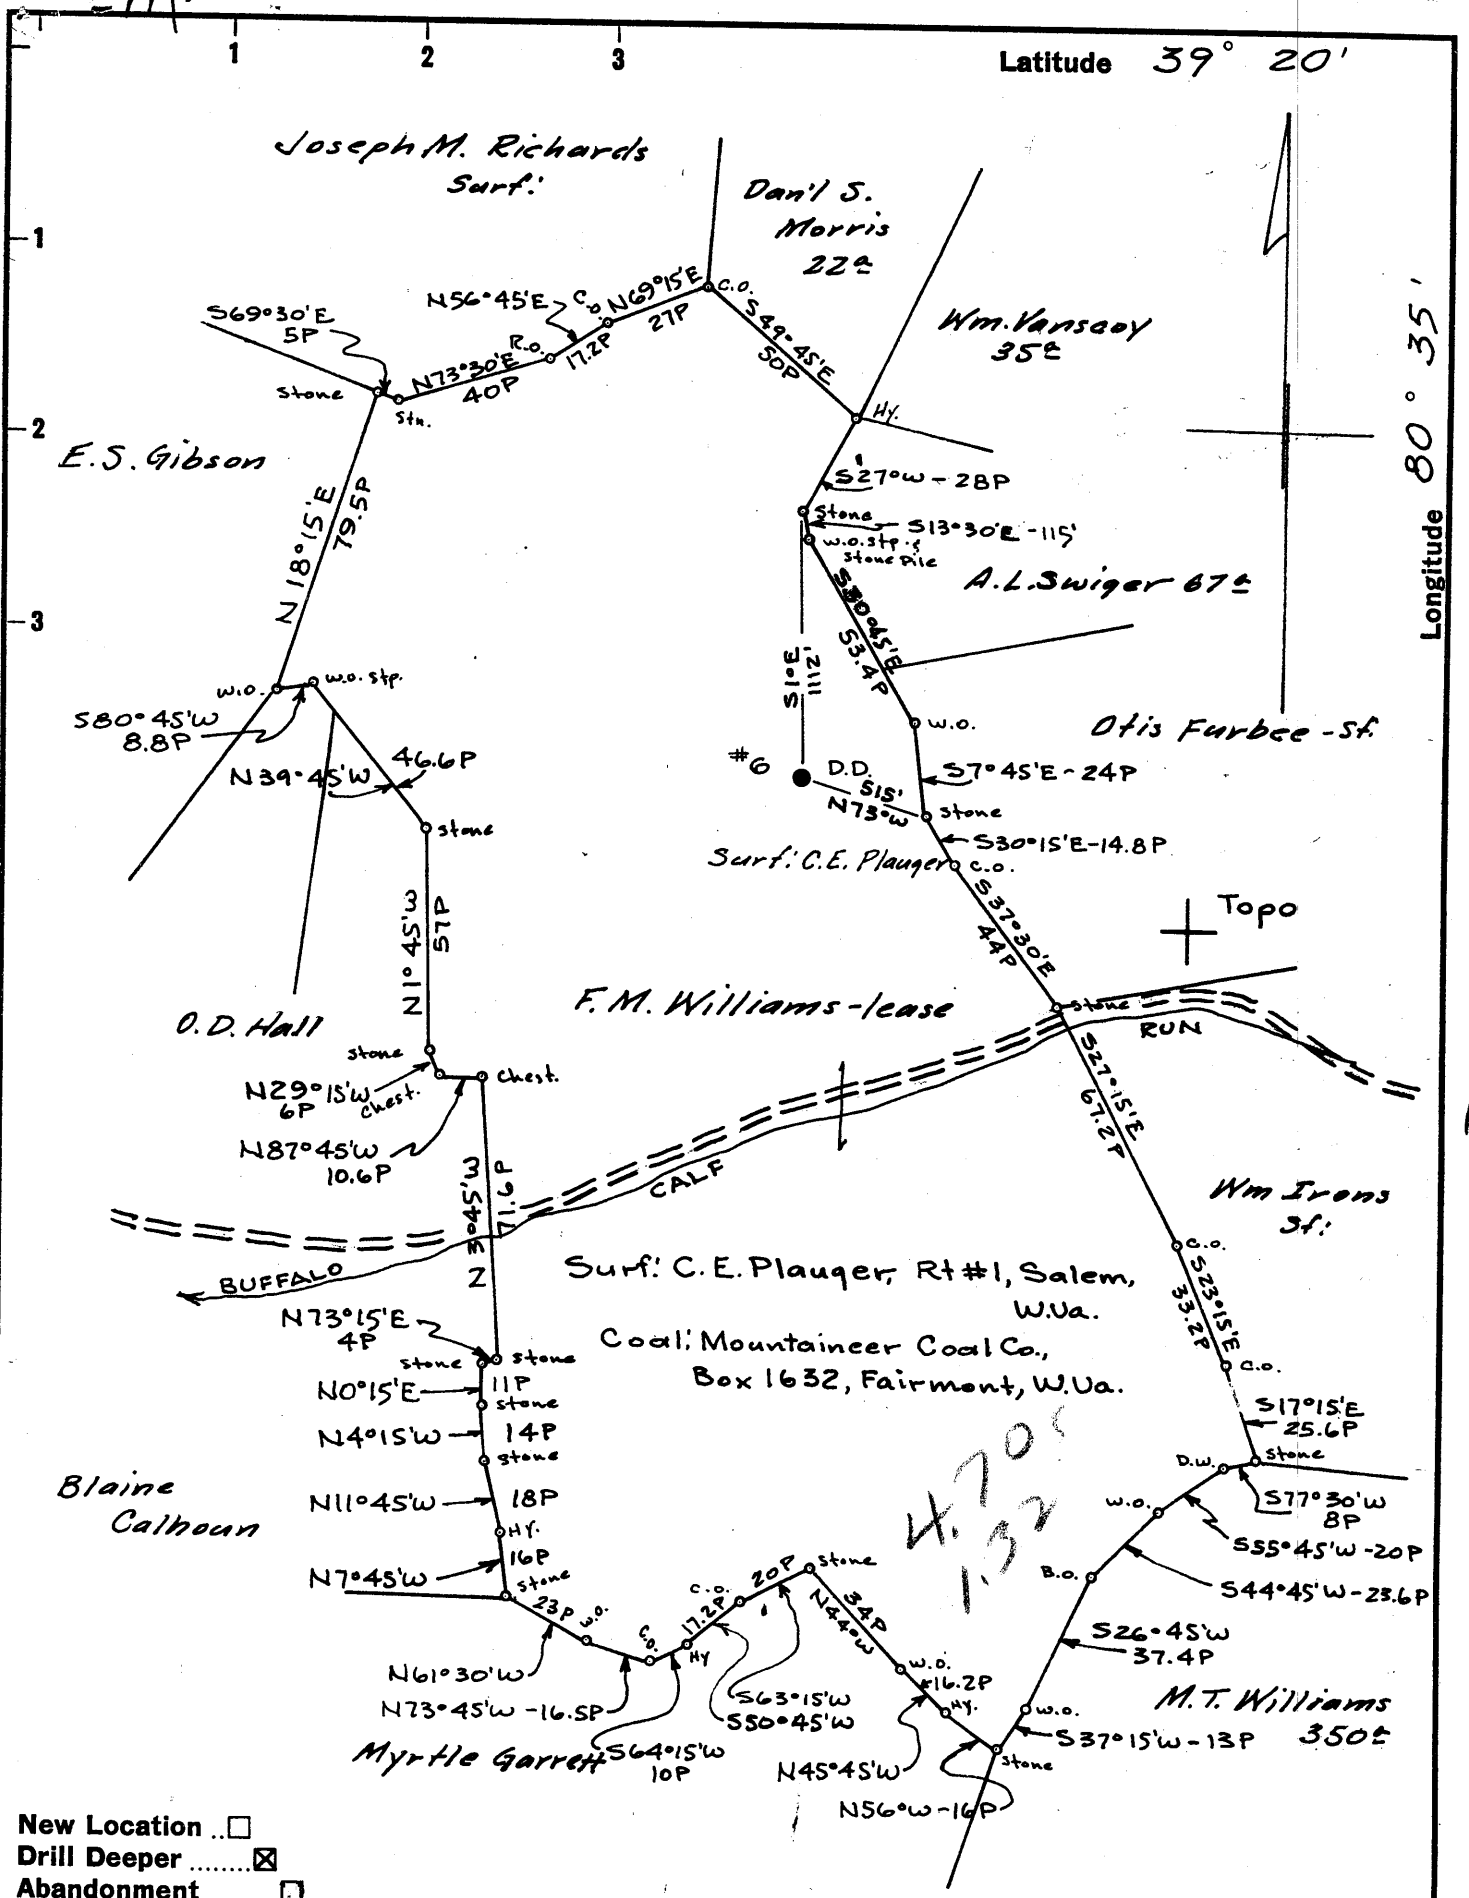 1
2
3
Latitude 39° 20'
Joseph M. Richards
Surf:
Dan'l S.
Morris
22 a
1
S69°30'E
5P
N56°45'E
C.O.
N69°15'E
27P
C.O.
S49°45'E
50P
Wm. Vansaoy
35 a
R.O.
17.2P
N73°30'E
40P
Stone
Stn.
Hy.
2
E.S. Gibson
Longitude 80° 35'
N18°15'E
79.5P
S27°W - 28P
Stone
S13°30'E - 115'
w.o. stp. &
stone pile
A.L. Swiger 67 a
3
S30°45'E
53.4P
S1°E
1112'
w.o.
w.o. stp.
S80°45'W
8.8P
W.O.
Otis Furbee - sf.
N39°45'W
46.6P
#6
D.D.
515'
N73°W
S7°45'E - 24P
Stone
stone
S30°15'E - 14.8P
Surf: C.E. Plauger
C.O.
S37°30'E
44P
Topo
N1°45'W
57P
F.M. Williams - lease
O.D. Hall
Stone
RUN
stone
N29°15'W
6P
chest.
Chest.
N87°45'W
10.6P
S27°15'E
67.2P
N 3°45'W
71.6P
CALF
Wm Irons
sf:
BUFFALO
C.O.
Surf: C.E. Plauger, Rt #1, Salem,
W.Va.
S23°15'E
33.2P
N73°15'E
4P
Coal: Mountaineer Coal Co.,
Box 1632, Fairmont, W.Va.
stone
stone
C.O.
N0°15'E
11P
stone
S17°15'E
25.6P
N4°15'W
14P
stone
4.70
1.32
D.W.
Stone
Blaine
Calhoun
N11°45'W
18P
Hy.
W.O.
S77°30'W
8P
S55°45'W - 20P
N7°45'W
16P
Stone
20P
Stone
B.O.
S44°45'W - 23.6P
23P
w.o.
C.O.
17.2P
C.O.
Hy
34P
N44°W
S26°45'W
37.4P
N61°30'W
W.O.
16.2P
N73°45'W - 16.5P
S63°15'W
S50°45'W
Hy.
W.O.
M.T. Williams
350 a
Myrtle Garrett
S64°15'W
10P
N45°45'W
S37°15'W - 13P
Stone
N56°W - 16P
New Location ..☐
Drill Deeper .......☒
Abandonment ☐